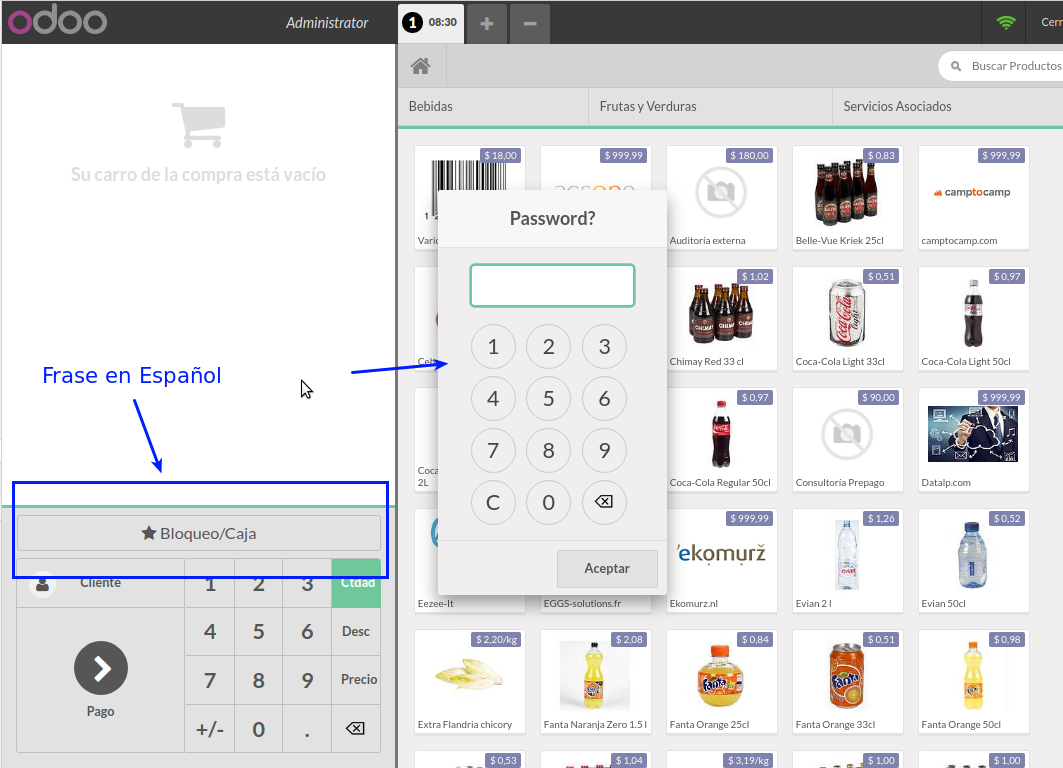 odoo
Administrator
1 08:30
Cerr
Buscar Productos
Bebidas
Frutas y Verduras
Servicios Asociados
Su carro de la compra está vacío
$ 18,00
$ 999,99
$ 180,00
$ 0,83
$ 999,99
camptocamp
Auditoría externa
Belle-Vue Kriek 25cl
camptocamp.com
Password?
1 2 3
4 5 6
7 8 9
C 0
Aceptar
$ 1,02
$ 0,51
$ 0,97
Chimay Red 33 cl
Coca-Cola Light 33cl
Coca-Cola Light 50cl
Frase en Español
$ 0,97
$ 90,00
$ 999,99
2L
Coca-Cola Regular 50cl
Consultoría Prepago
Datalp.com
$ 999,99
$ 1,26
$ 0,52
ekomurž
evian
Eezee-It
EGGS-solutions.fr
Ekomurz.nl
Evian 2 l
Evian 50cl
Bloqueo/Caja
Cliente
1 2 3 Ctdad
4 5 6 Desc
7 8 9 Precio
+/- 0 .
Pago
$ 2,20/kg
$ 2,08
$ 0,84
$ 0,51
$ 0,98
Fanta
Fanta
Extra Flandria chicory
Fanta Naranja Zero 1.5 l
Fanta Orange 25cl
Fanta Orange 33cl
Fanta Orange 50cl
$ 0,53
$ 1,04
$ 3,19/kg
$ 1,00
$ 1,00